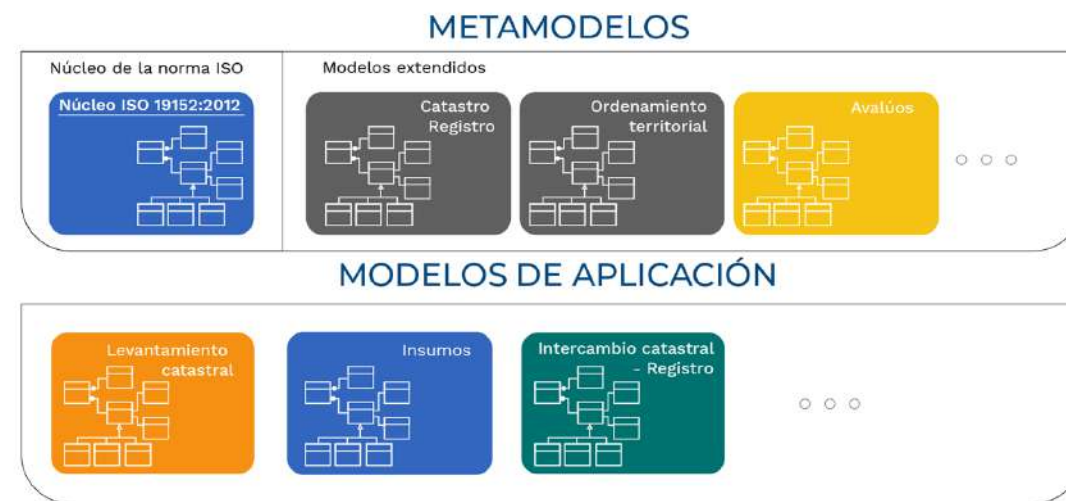 METAMODELOS
Núcleo de la norma ISO
Modelos extendidos
Núcleo ISO 19152:2012
Catastro
Registro
Ordenamiento
territorial
Avalúos
MODELOS DE APLICACIÓN
Levantamiento
catastral
Insumos
Intercambio catastral
- Registro